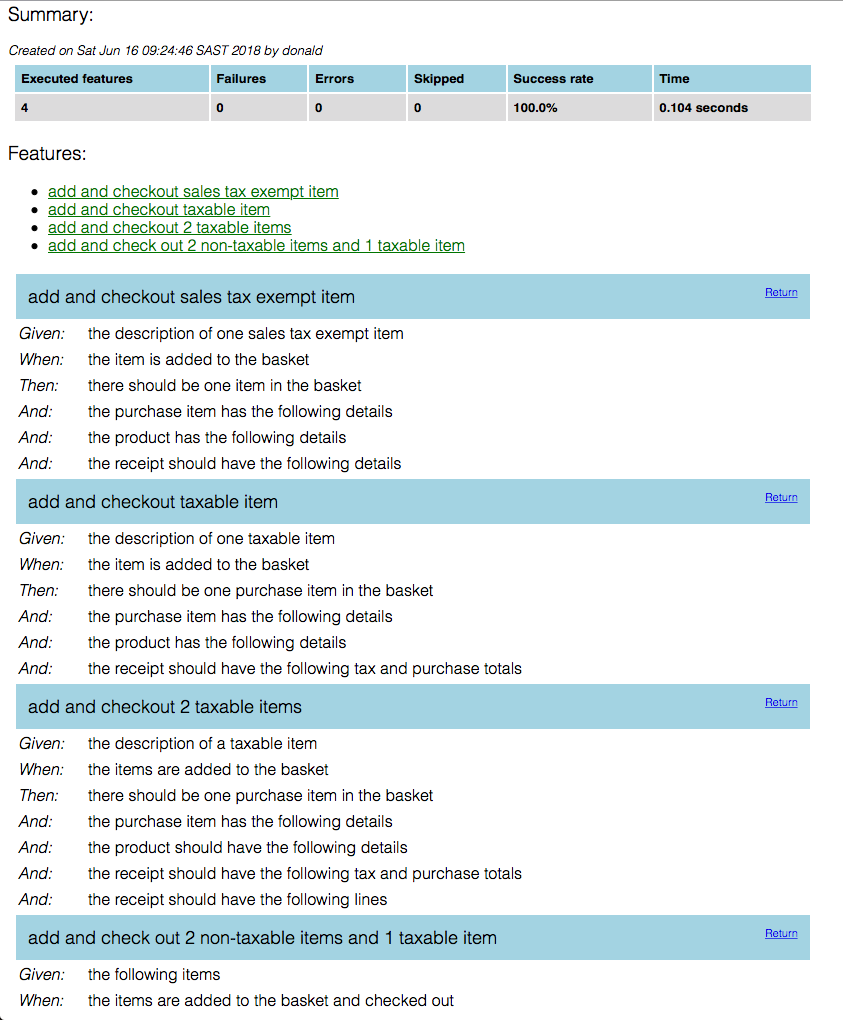 Summary:
Created on Sat Jun 16 09:24:46 SAST 2018 by donald
Executed features Failures Errors Skipped Success rate Time
4 0 0 0 100.0% 0.104 seconds
Features:
add and checkout sales tax exempt item
add and checkout taxable item
add and checkout 2 taxable items
add and check out 2 non-taxable items and 1 taxable item
add and checkout sales tax exempt item Return
Given: the description of one sales tax exempt item
When: the item is added to the basket
Then: there should be one item in the basket
And: the purchase item has the following details
And: the product has the following details
And: the receipt should have the following details
add and checkout taxable item Return
Given: the description of one taxable item
When: the item is added to the basket
Then: there should be one purchase item in the basket
And: the purchase item has the following details
And: the product has the following details
And: the receipt should have the following tax and purchase totals
add and checkout 2 taxable items Return
Given: the description of a taxable item
When: the items are added to the basket
Then: there should be one purchase item in the basket
And: the purchase item has the following details
And: the product should have the following details
And: the receipt should have the following tax and purchase totals
And: the receipt should have the following lines
add and check out 2 non-taxable items and 1 taxable item Return
Given: the following items
When: the items are added to the basket and checked out